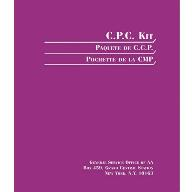 C.P.C. Kit
Paquete de C.C.P.
Pochette de la CMP
General Service Office of AA
Box 459, Grand Central Station
New York, N.Y. 10163